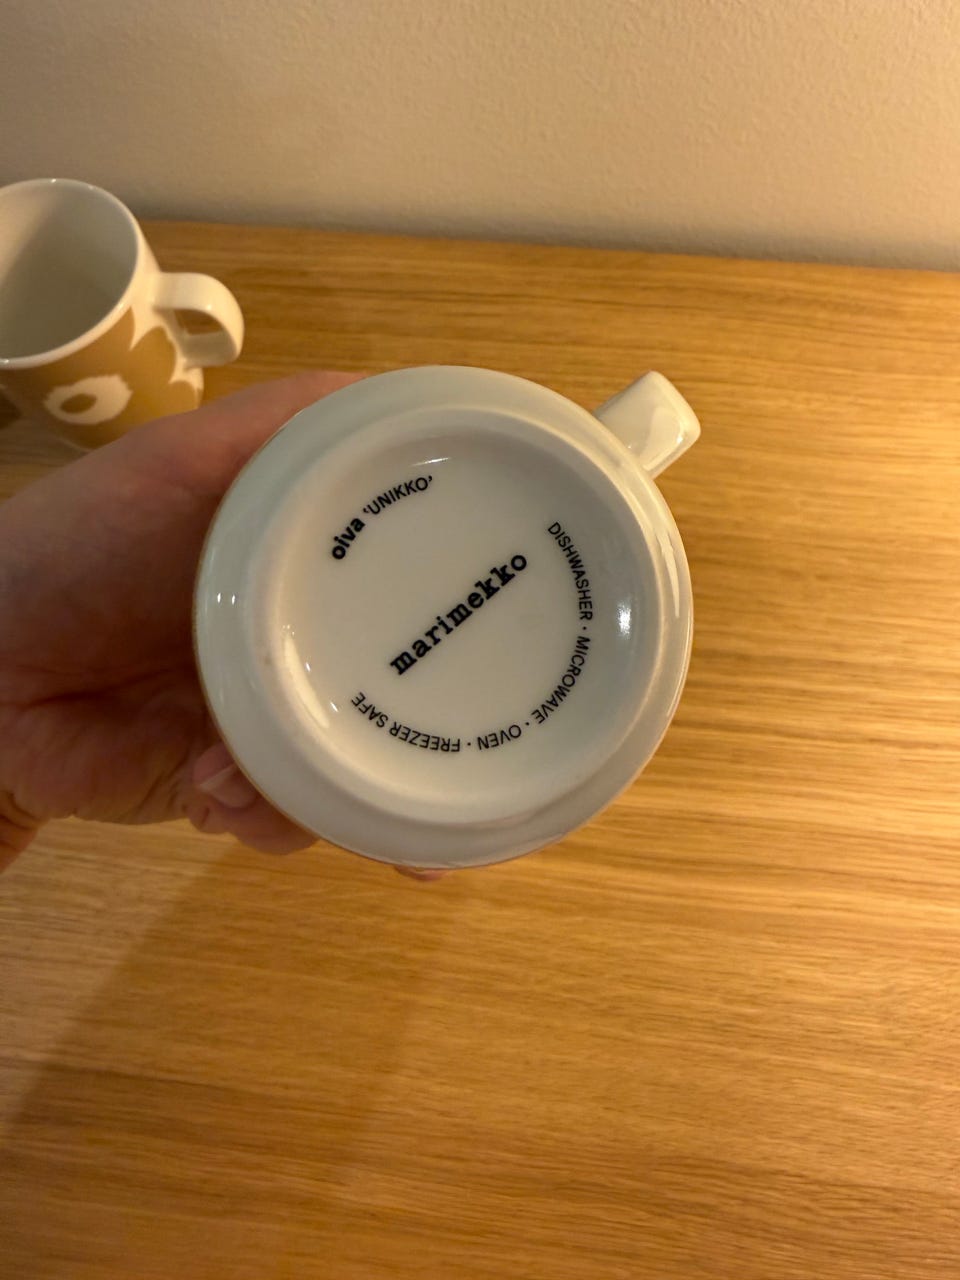 oiva ‘UNIKKO’
marimekko
DISHWASHER · MICROWAVE · OVEN · FREEZER SAFE